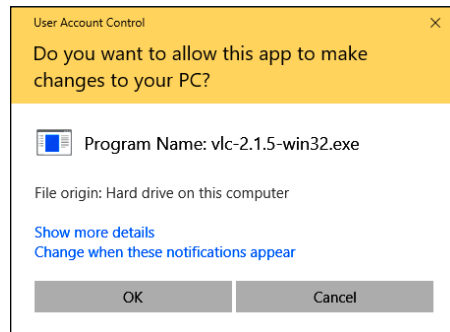 User Account Control
Do you want to allow this app to make
changes to your PC?
Program Name: vlc-2.1.5-win32.exe
File origin: Hard drive on this computer
Show more details
Change when these notifications appear
OK
Cancel